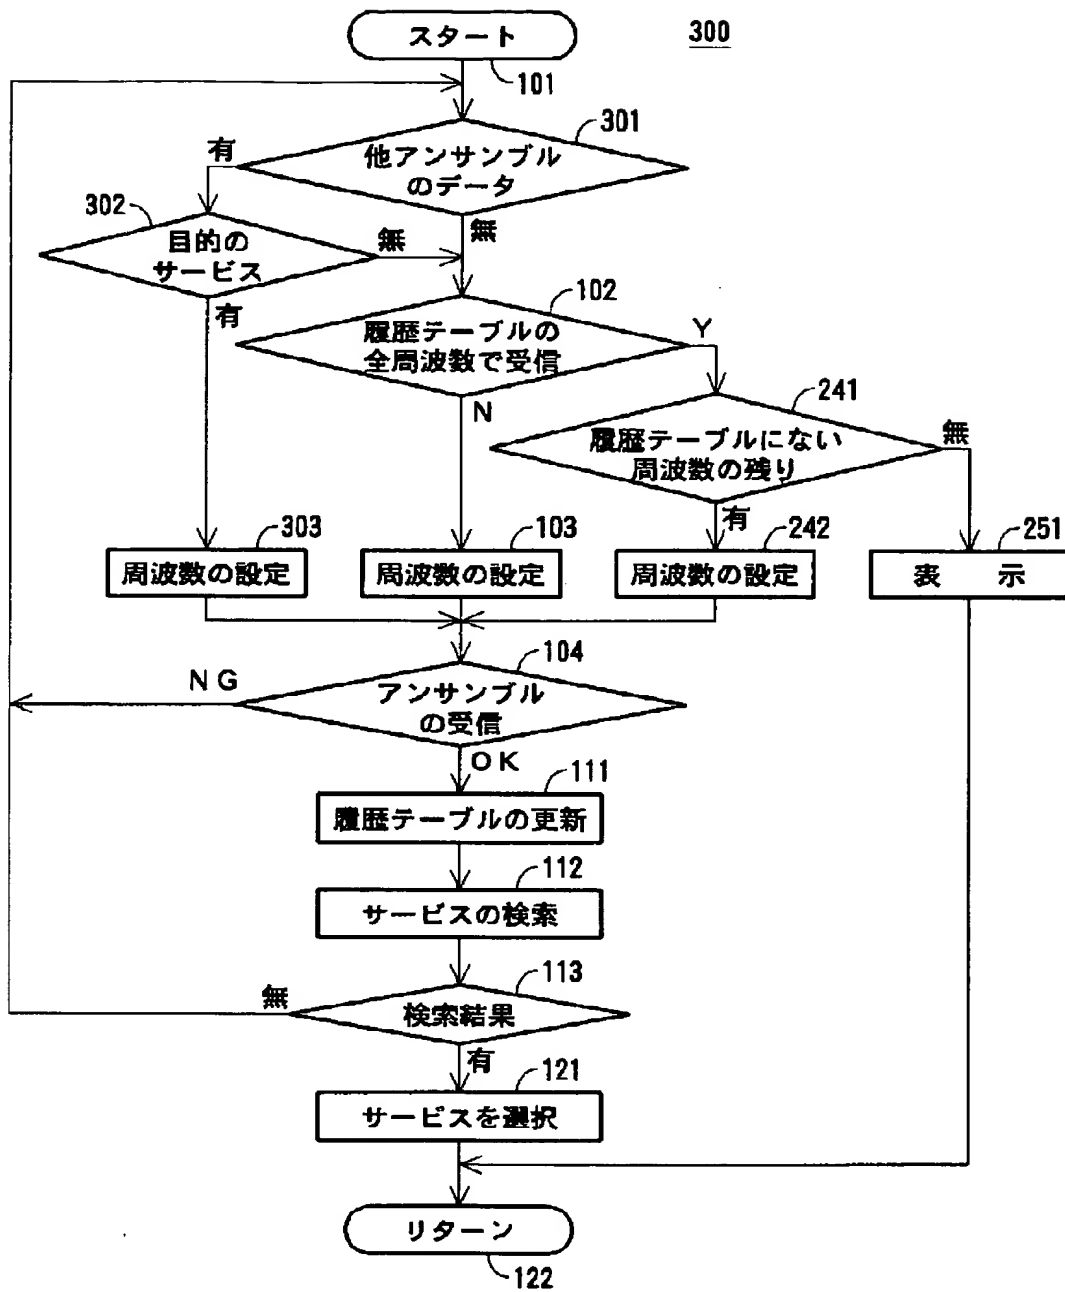 スタート
300
101
301
他アンサンブル
のデータ
有
無
302
目的の
サービス
無
有
102
履歴テーブルの
全周波数で受信
Y
N
241
履歴テーブルにない
周波数の残り
無
有
303
周波数の設定
103
周波数の設定
242
周波数の設定
251
表 示
104
アンサンブル
の受信
NG
OK
111
履歴テーブルの更新
112
サービスの検索
113
検索結果
無
有
121
サービスを選択
リターン
122